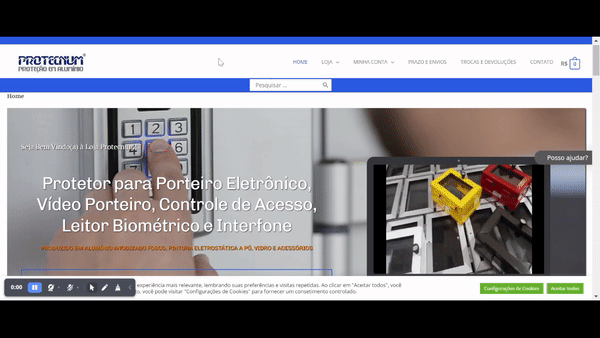 PROTECNUM®
PROTEÇÃO EM ALUMÍNIO
HOME
LOJA
MINHA CONTA
PRAZO E ENVIOS
TROCAS E DEVOLUÇÕES
CONTATO
R$ 0
Pesquisar ...
Home
1 2 3
Seja Bem Vindo(a) à Loja Protecnum
Posso ajudar?
Protetor para Porteiro Eletrônico,
Vídeo Porteiro, Controle de Acesso,
Leitor Biométrico e Interfone
PRODUZIDO EM ALUMÍNIO ANODIZADO FOSCO, PINTURA ELETROSTÁTICA A PÓ, VIDRO E ACESSÓRIOS
0:00
experiência mais relevante, lembrando suas preferências e visitas repetidas. Ao clicar em "Aceitar todos", você
, você pode visitar "Configurações de Cookies" para fornecer um consetimento controlado.
Configurações de Cookies
Aceitar todos